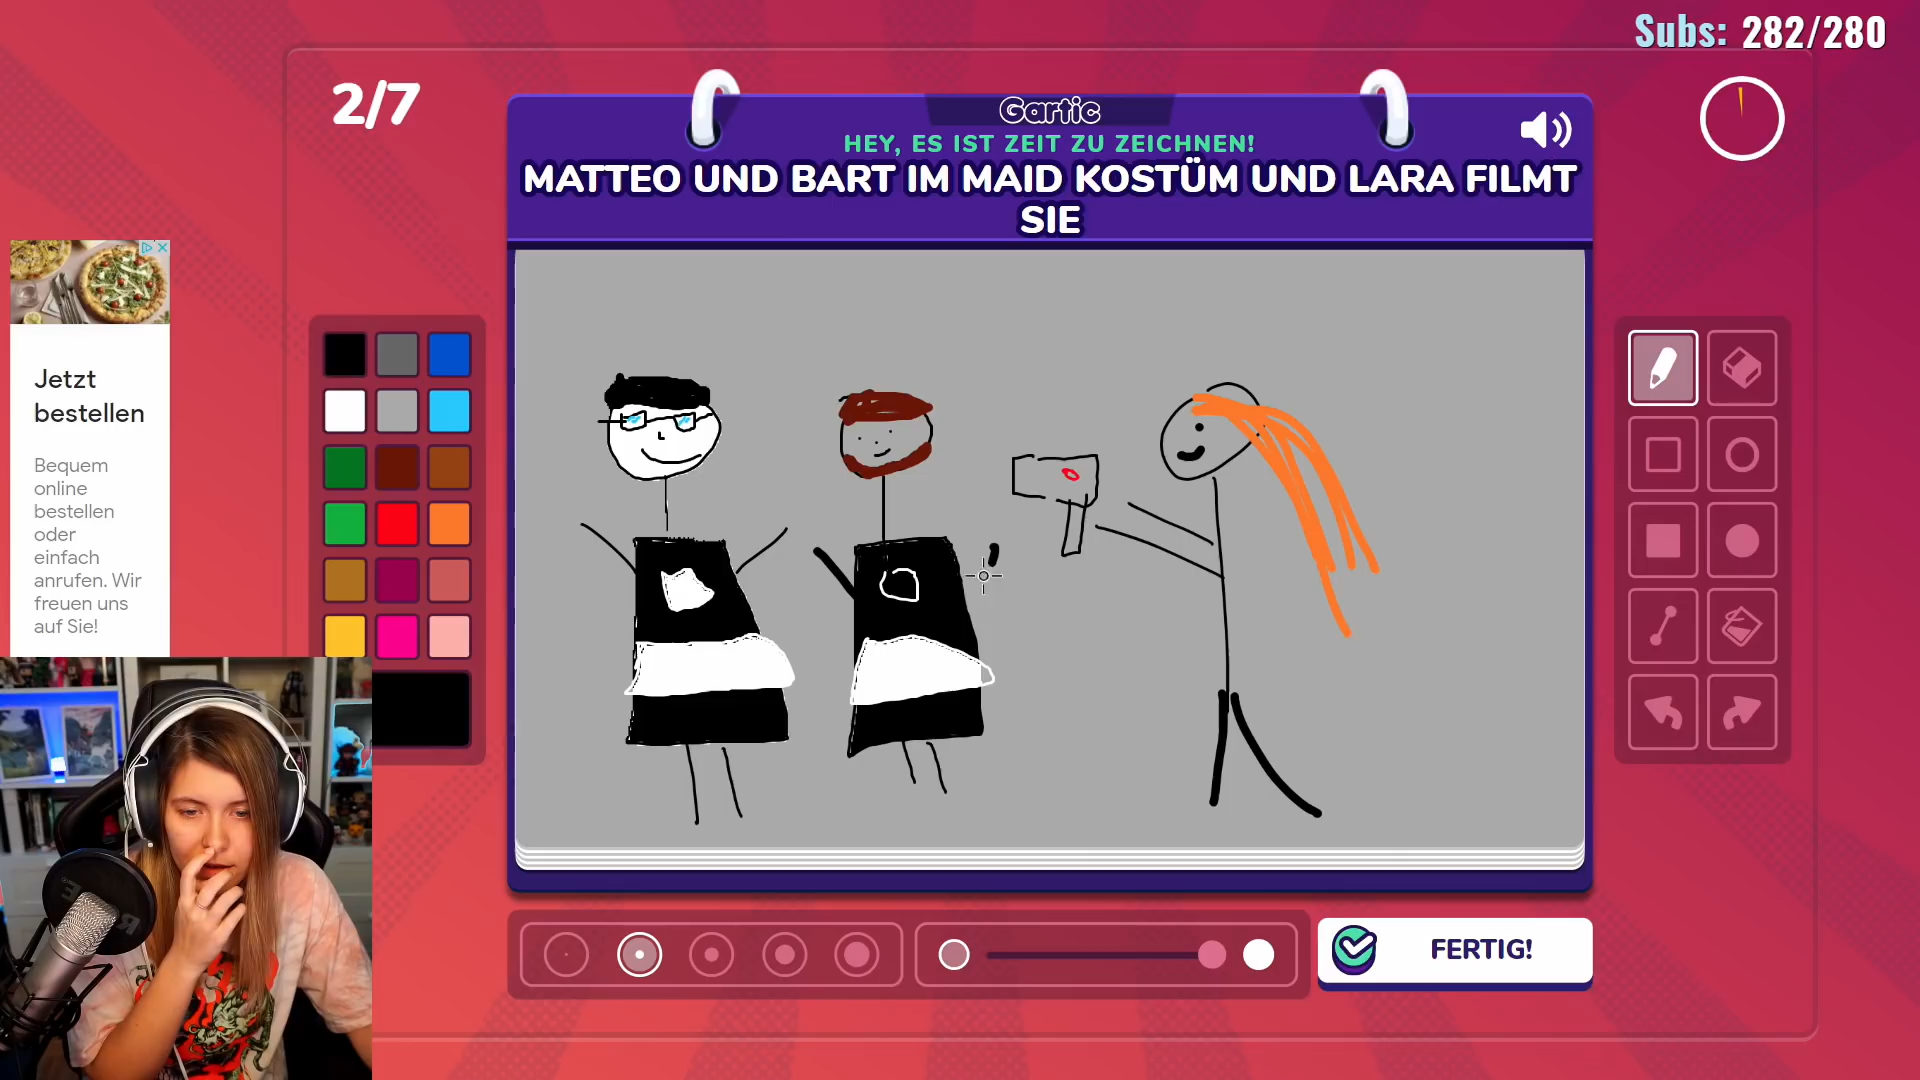 Subs: 282/280
2/7
Gartic
HEY, ES IST ZEIT ZU ZEICHNEN!
MATTEO UND BART IM MAID KOSTÜM UND LARA FILMT
SIE
Jetzt
bestellen
Bequem
online
bestellen
oder
einfach
anrufen. Wir
freuen uns
auf Sie!
FERTIG!